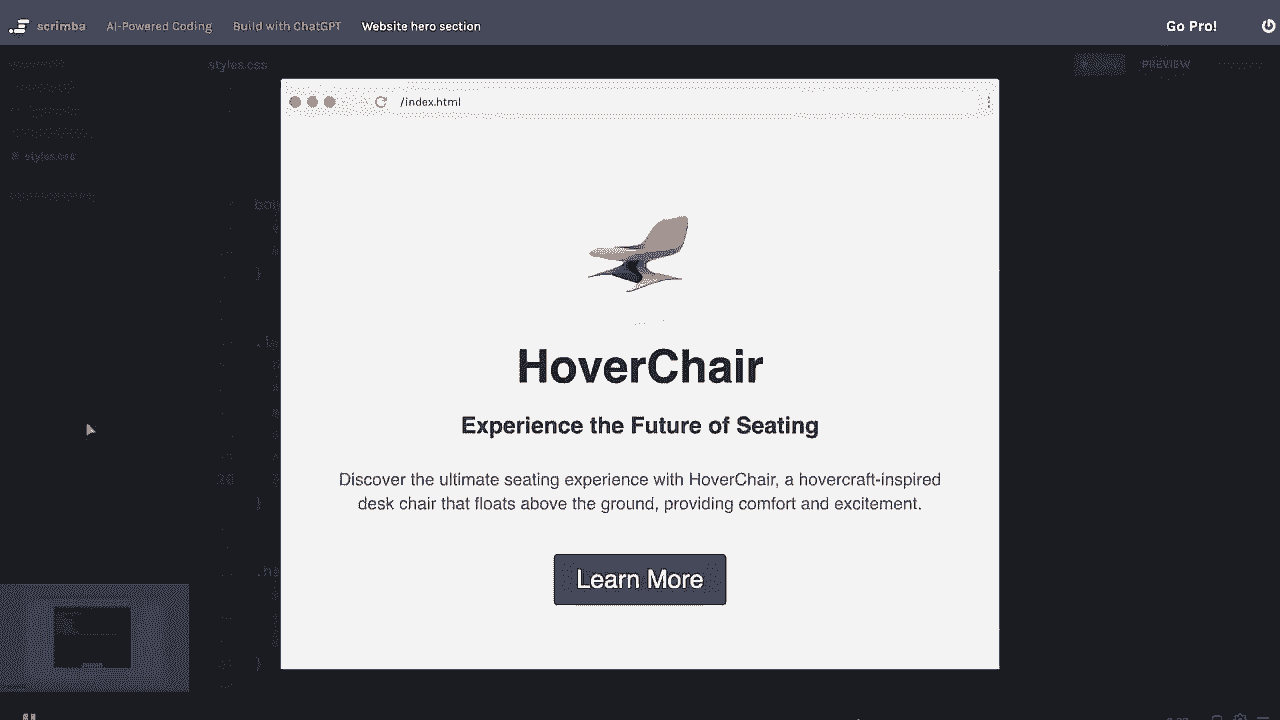 scrimba AI-Powered Coding Build with ChatGPT Website hero section Go Pro!
styles.css PREVIEW
/index.html
styles.css
HoverChair
Experience the Future of Seating
Discover the ultimate seating experience with HoverChair, a hovercraft-inspired
desk chair that floats above the ground, providing comfort and excitement.
Learn More